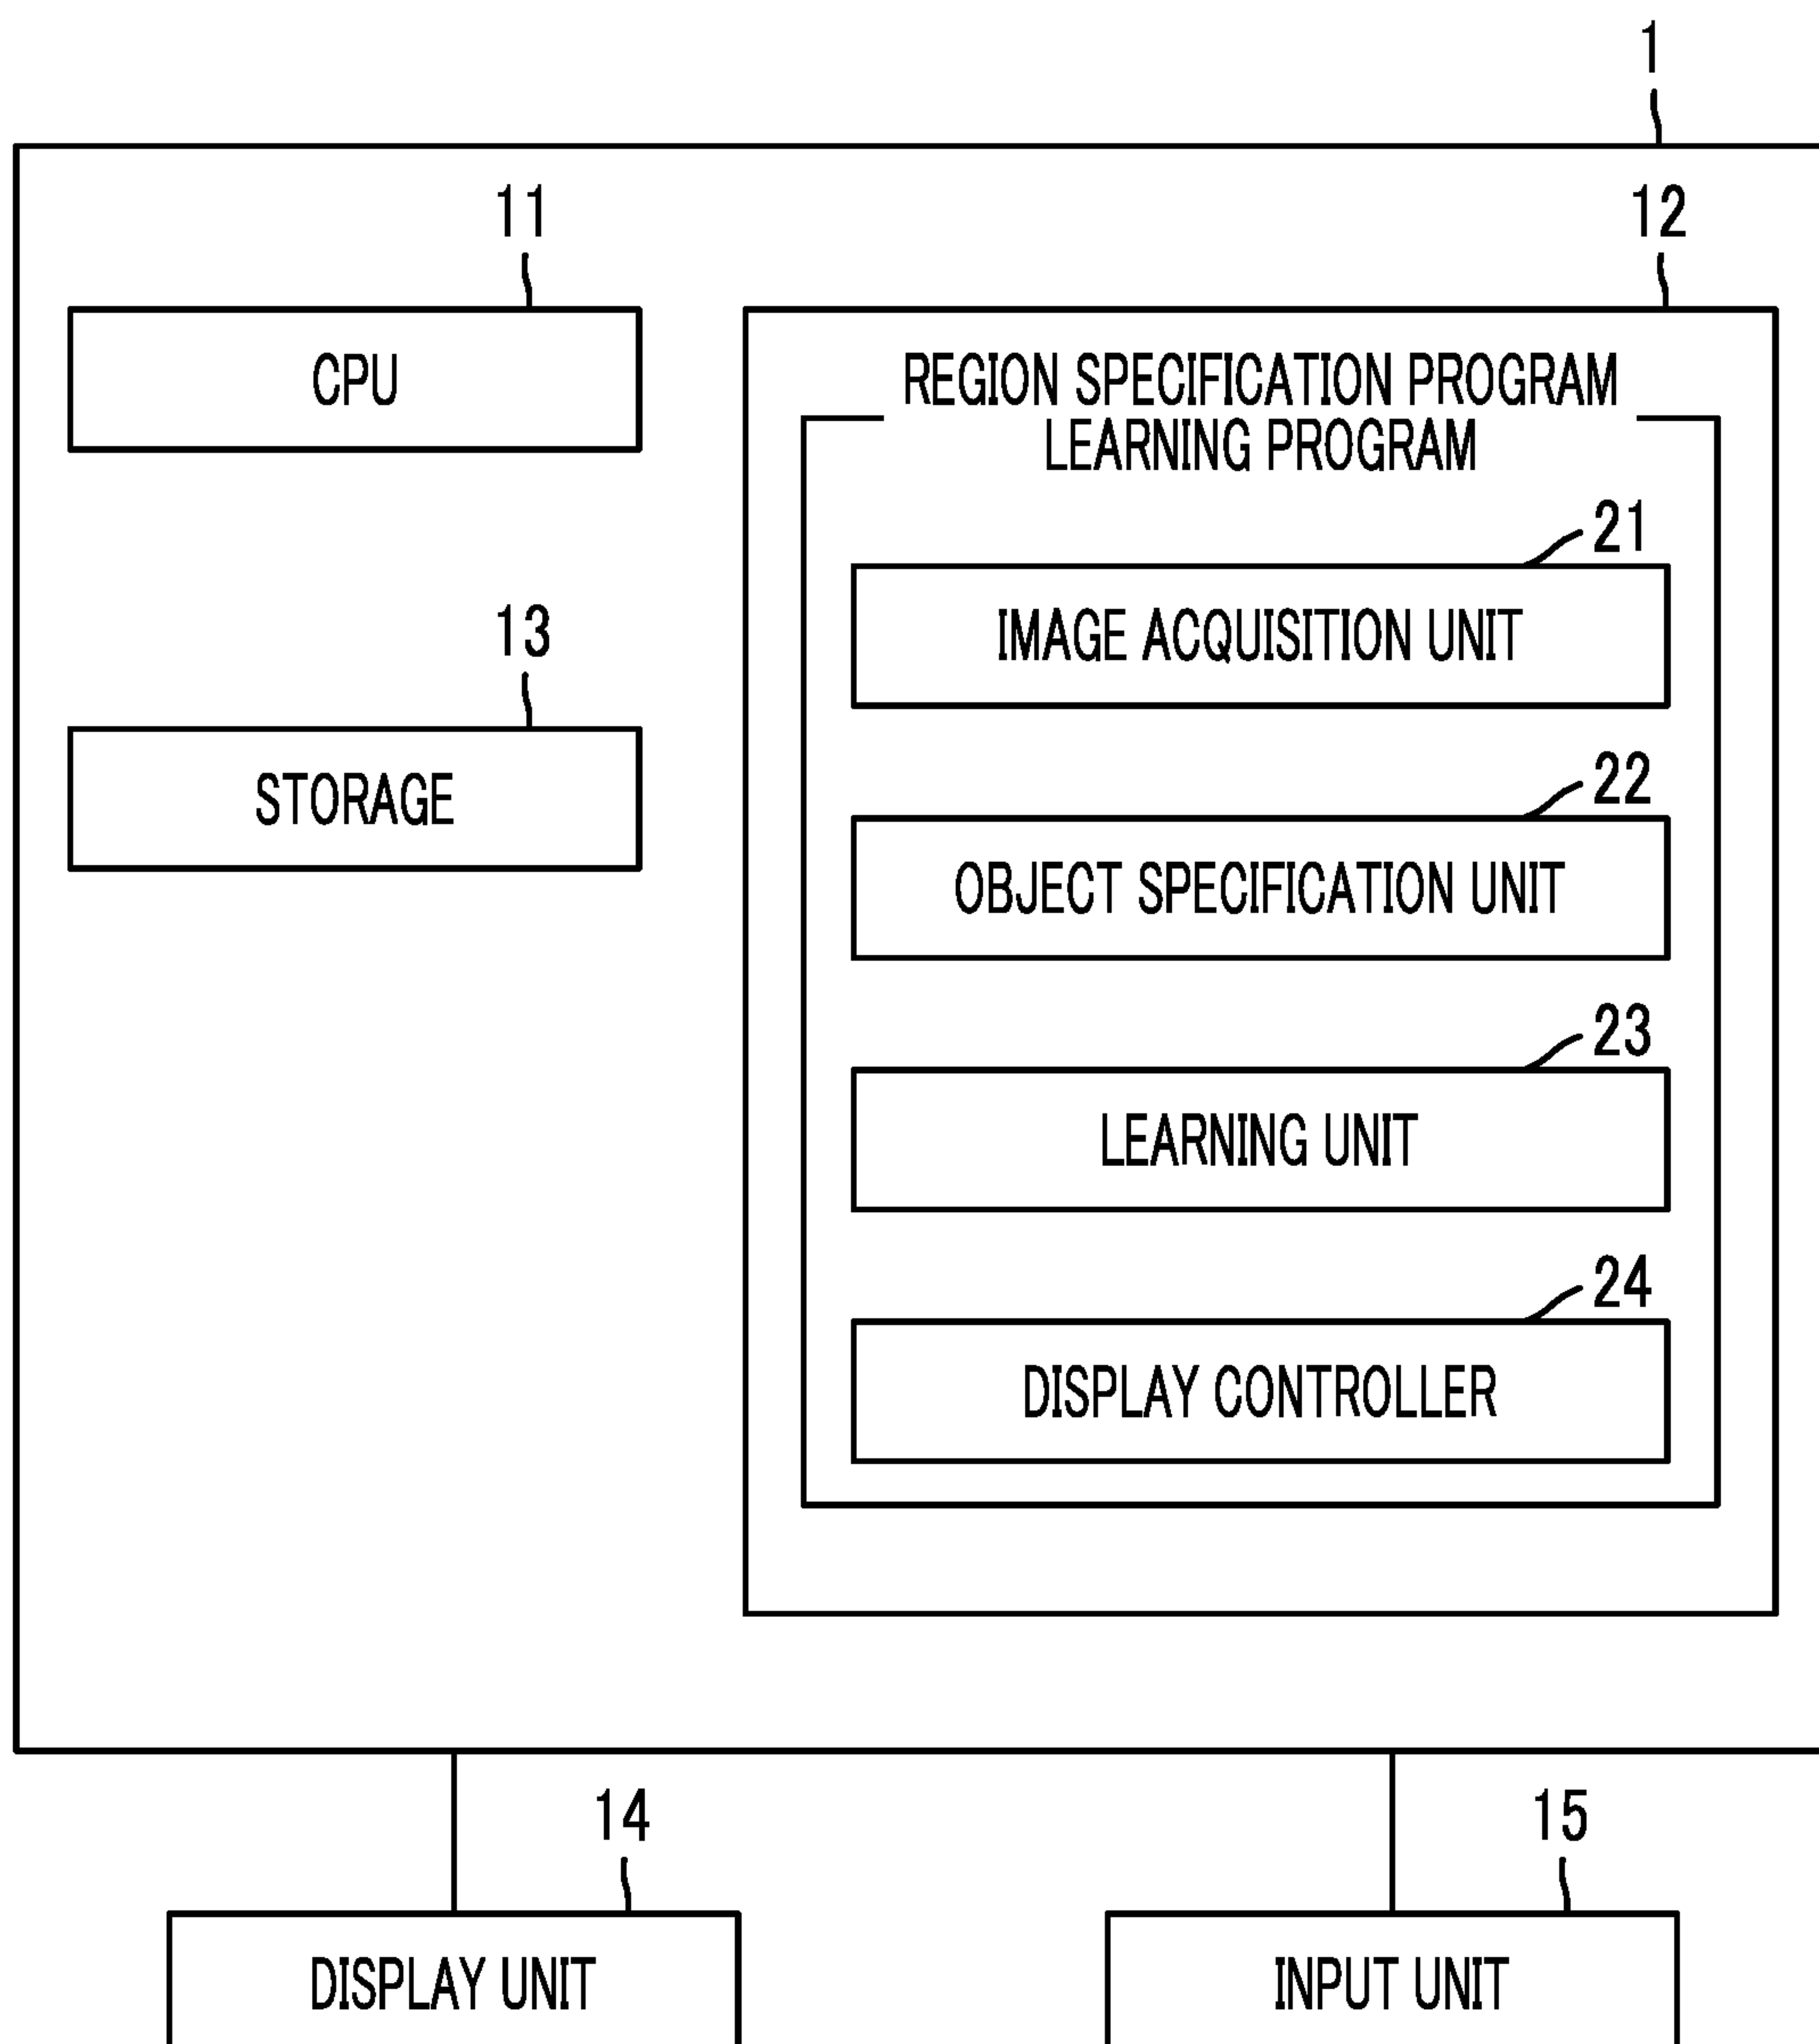 1
11
12
CPU
REGION SPECIFICATION PROGRAM
LEARNING PROGRAM
21
IMAGE ACQUISITION UNIT
13
STORAGE
22
OBJECT SPECIFICATION UNIT
23
LEARNING UNIT
24
DISPLAY CONTROLLER
14
15
DISPLAY UNIT
INPUT UNIT